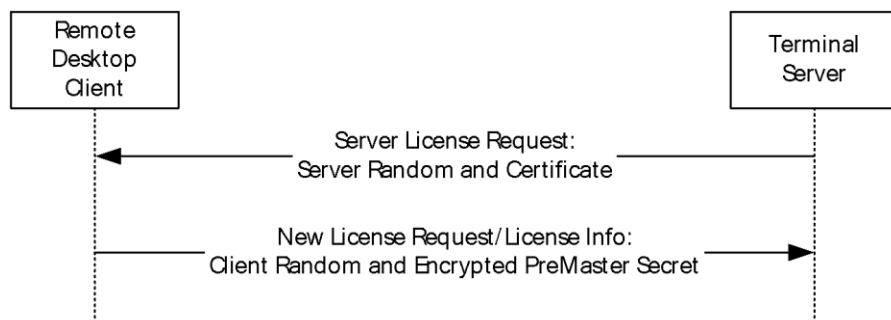 Remote
Desktop
Client
Terminal
Server
Server License Request:
Server Random and Certificate
New License Request/License Info:
Client Random and Encrypted PreMaster Secret